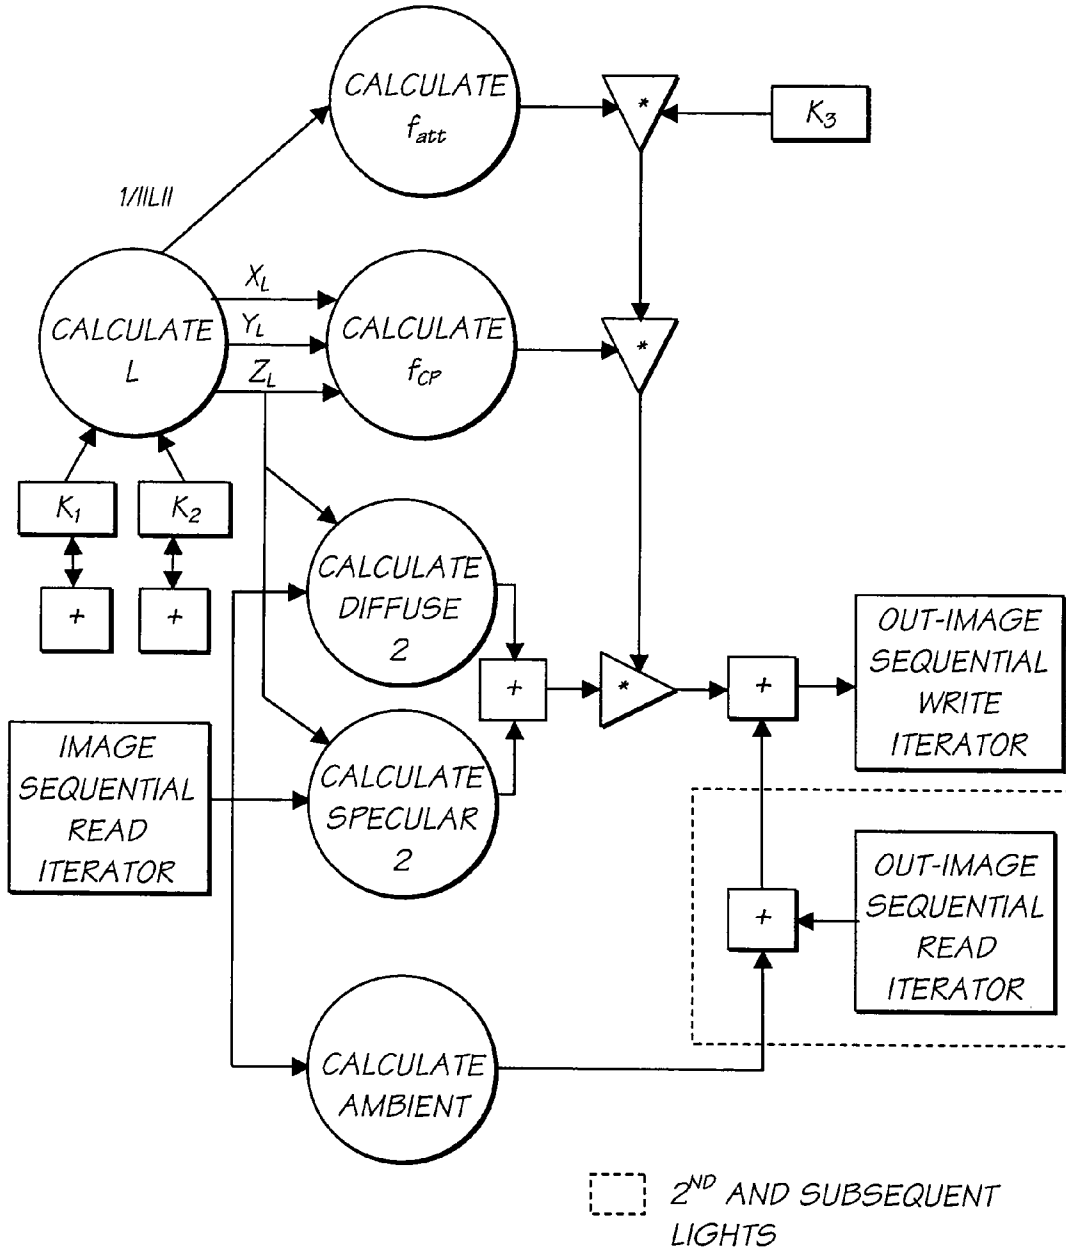 CALCULATE
f_att
*
K_3
1/||L||
CALCULATE
L
X_L
Y_L
Z_L
CALCULATE
f_CP
*
K_1
K_2
+
+
CALCULATE
DIFFUSE
2
+
*
+
OUT-IMAGE
SEQUENTIAL
WRITE
ITERATOR
IMAGE
SEQUENTIAL
READ
ITERATOR
CALCULATE
SPECULAR
2
+
OUT-IMAGE
SEQUENTIAL
READ
ITERATOR
CALCULATE
AMBIENT
2^ND AND SUBSEQUENT
LIGHTS